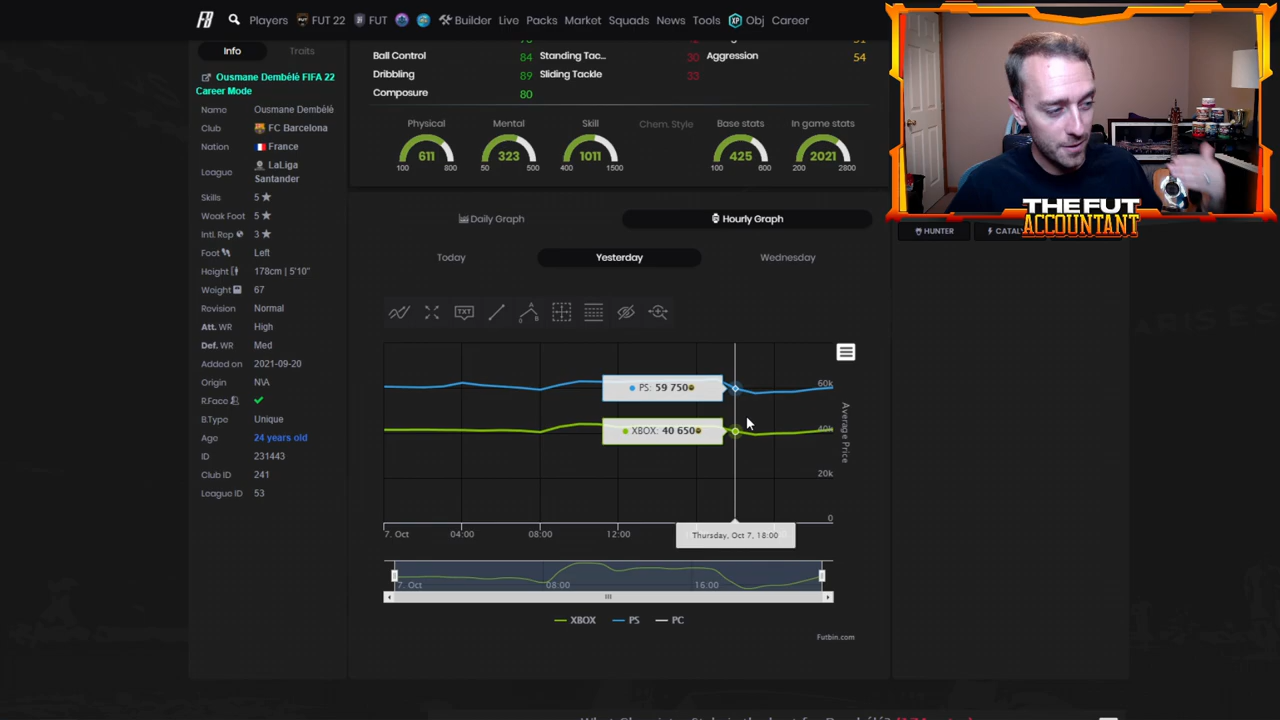 FB Players FUT 22 FUT Builder Live Packs Market Squads News Tools XP Obj Career
Info Traits
Ousmane Dembélé FIFA 22
Career Mode
Name Ousmane Dembélé
Club FC Barcelona
Nation France
League LaLiga
Santander
Skills 5
Weak Foot 5
Intl. Rep 3
Foot Left
Height 178cm | 5'10"
Weight 67
Revision Normal
Att. WR High
Def. WR Med
Added on 2021-09-20
Origin N\A
R.Face
B.Type Unique
Age 24 years old
ID 231443
Club ID 241
League ID 53
Ball Control 84 Standing Tac... 30 Aggression 54
Dribbling 89 Sliding Tackle 33
Composure 80
Physical Mental Skill Chem. Style Base stats In game stats
611 323 1011 425 2021
100 800 50 500 400 1500 100 600 200 2800
Daily Graph Hourly Graph
Today Yesterday Wednesday
TXT
A
B
PS: 59 750
XBOX: 40 650
60k
40k
20k
0
Average Price
7. Oct 04:00 08:00 12:00
Thursday, Oct 7, 18:00
7. Oct 08:00 16:00
XBOX PS PC
Futbin.com
THE FUT
ACCOUNTANT
HUNTER